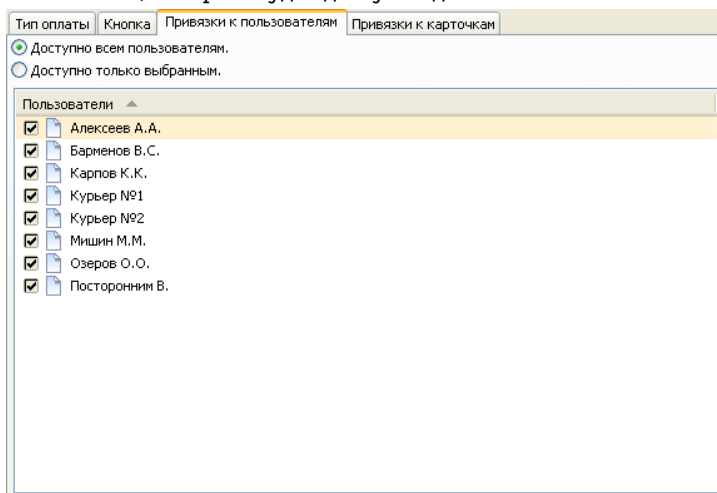 Тип оплаты Кнопка Привязки к пользователям Привязки к карточкам
Доступно всем пользователям.
Доступно только выбранным.
Пользователи
Алексеев А.А.
Барменов В.С.
Карпов К.К.
Курьер №1
Курьер №2
Мишин М.М.
Озеров О.О.
Посторонним В.